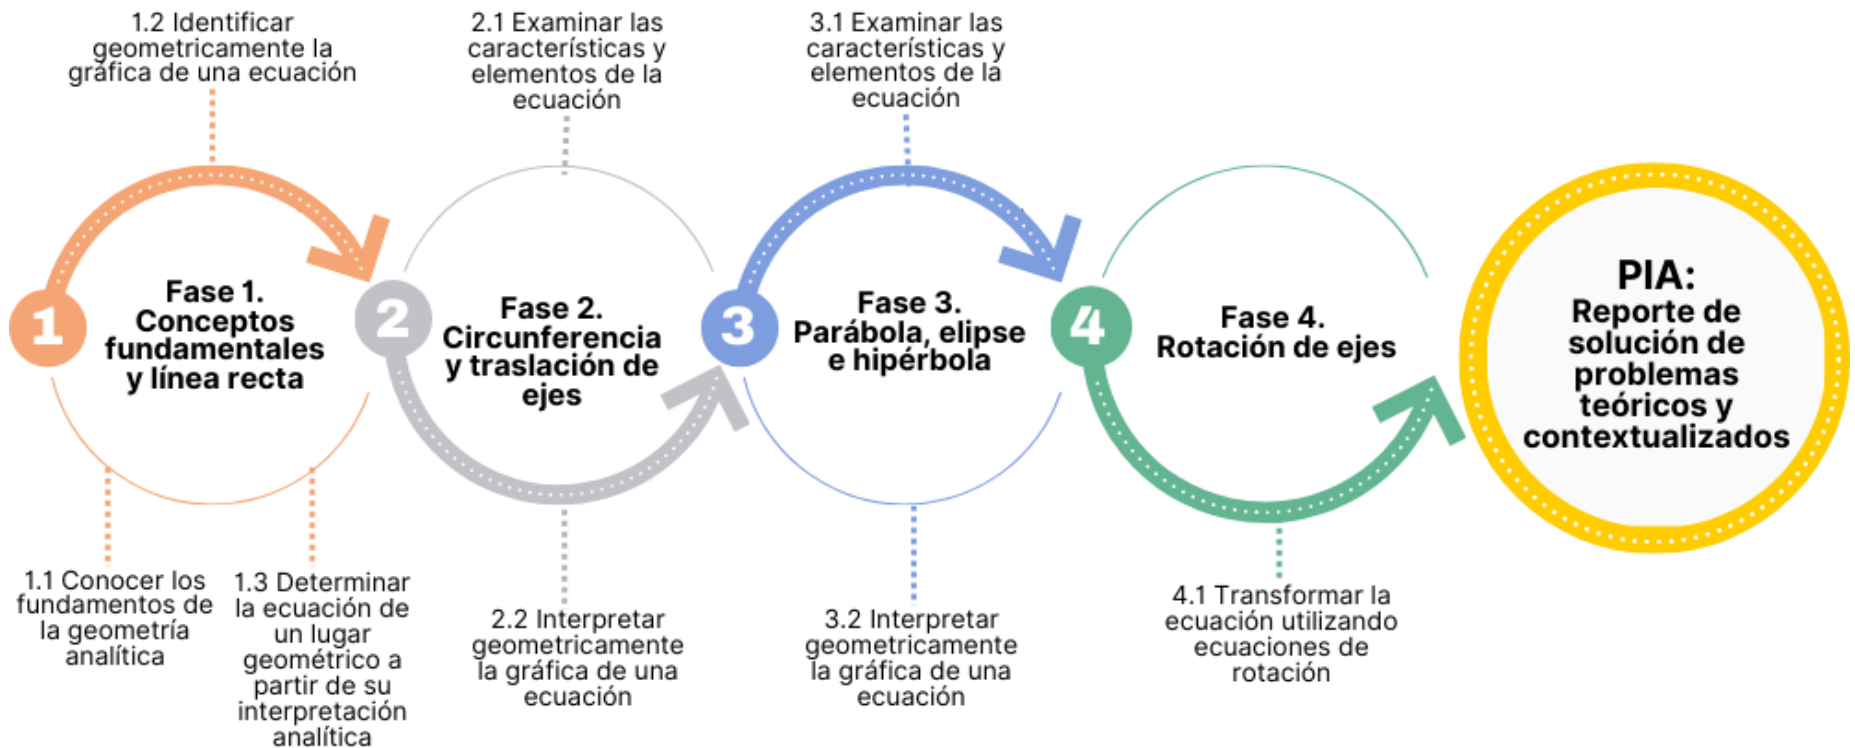 1.2 Identificar
geometricamente la
gráfica de una ecuación
2.1 Examinar las
características y
elementos de la
ecuación
3.1 Examinar las
características y
elementos de la
ecuación
1
Fase 1.
Conceptos
fundamentales
y línea recta
2
Fase 2.
Circunferencia
y traslación de
ejes
3
Fase 3.
Parábola, elipse
e hipérbola
4
Fase 4.
Rotación de ejes
PIA:
Reporte de
solución de
problemas
teóricos y
contextualizados
1.1 Conocer los
fundamentos de
la geometría
analítica
1.3 Determinar
la ecuación de
un lugar
geométrico a
partir de su
interpretación
analítica
2.2 Interpretar
geometricamente
la gráfica de una
ecuación
3.2 Interpretar
geometricamente
la gráfica de una
ecuación
4.1 Transformar la
ecuación utilizando
ecuaciones de
rotación